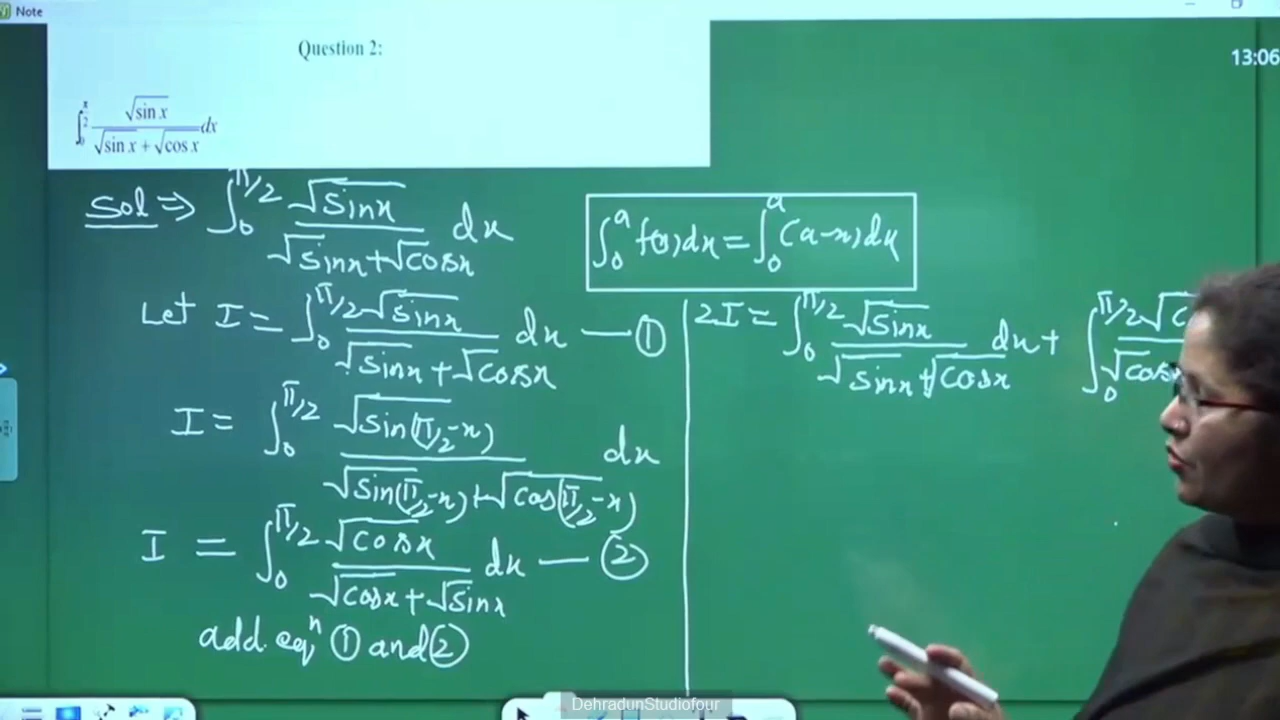 Note
Question 2:
13:06
∫₀^(π/2) √sin x / (√sin x + √cos x) dx
Sol ⇒ ∫₀^(π/2) √sinx / (√sinx + √cosx) dx
∫₀^a f(x)dx = ∫₀^a (a-x)dx
Let I = ∫₀^(π/2) √sinx / (√sinx + √cosx) dx — ①
I = ∫₀^(π/2) √sin(π/2-x) / (√sin(π/2-x) + √cos(π/2-x)) dx
I = ∫₀^(π/2) √cosx / (√cosx + √sinx) dx — ②
add. eqⁿ ① and ②
2I = ∫₀^(π/2) √sinx / (√sinx + √cosx) dx + ∫₀^(π/2) √c / √cosx
DehradunStudiofour